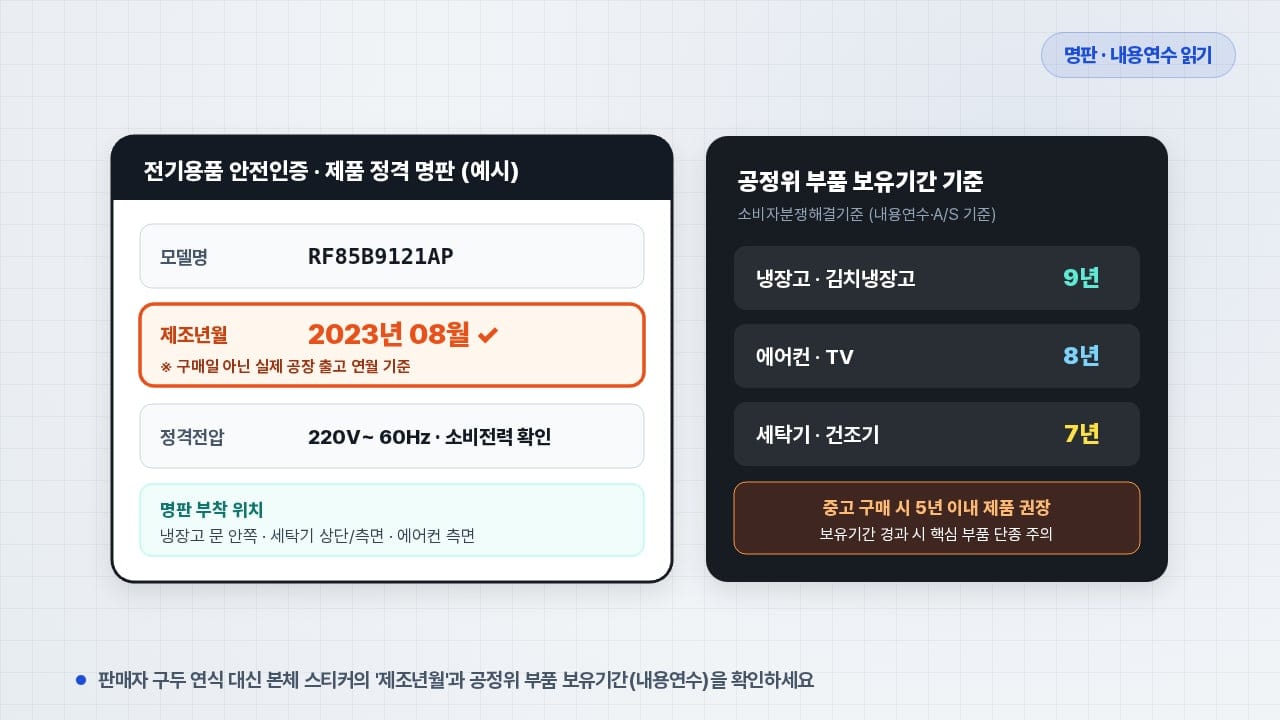 명판 · 내용연수 읽기
전기용품 안전인증 · 제품 정격 명판 (예시)
모델명 RF85B9121AP
제조년월 2023년 08월 ✓
※ 구매일 아닌 실제 공장 출고 연월 기준
정격전압 220V~ 60Hz · 소비전력 확인
명판 부착 위치
냉장고 문 안쪽 · 세탁기 상단/측면 · 에어컨 측면
공정위 부품 보유기간 기준
소비자분쟁해결기준 (내용연수·A/S 기준)
냉장고 · 김치냉장고 9년
에어컨 · TV 8년
세탁기 · 건조기 7년
중고 구매 시 5년 이내 제품 권장
보유기간 경과 시 핵심 부품 단종 주의
판매자 구두 연식 대신 본체 스티커의 '제조년월'과 공정위 부품 보유기간(내용연수)을 확인하세요